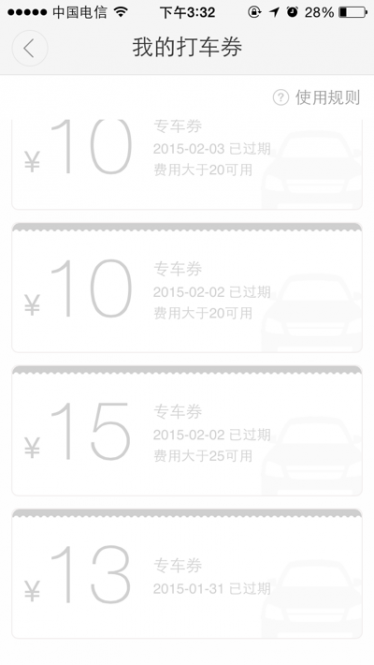 中国电信 下午3:32 28%
我的打车券
? 使用规则
¥ 10
专车券
2015-02-03 已过期
费用大于20可用
¥ 10
专车券
2015-02-02 已过期
费用大于20可用
¥ 15
专车券
2015-02-02 已过期
费用大于25可用
¥ 13
专车券
2015-01-31 已过期